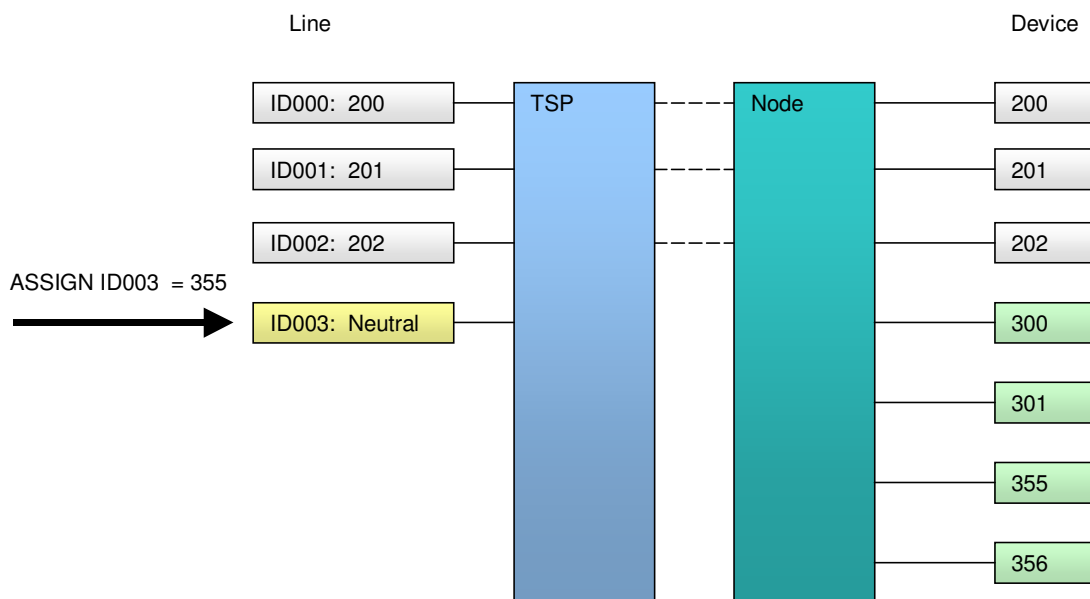 Line
Device
ID000: 200
TSP
Node
200
ID001: 201
201
ID002: 202
202
ASSIGN ID003 = 355
ID003: Neutral
300
301
355
356